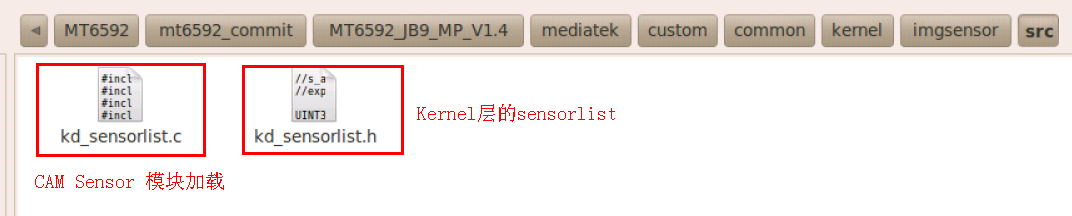 MT6592 mt6592_commit MT6592_JB9_MP_V1.4 mediatek custom common kernel imgsensor src
#incl //s_a
#incl //exp
#incl
#incl UINT3
kd_sensorlist.c kd_sensorlist.h Kernel层的sensorlist
CAM Sensor 模块加载